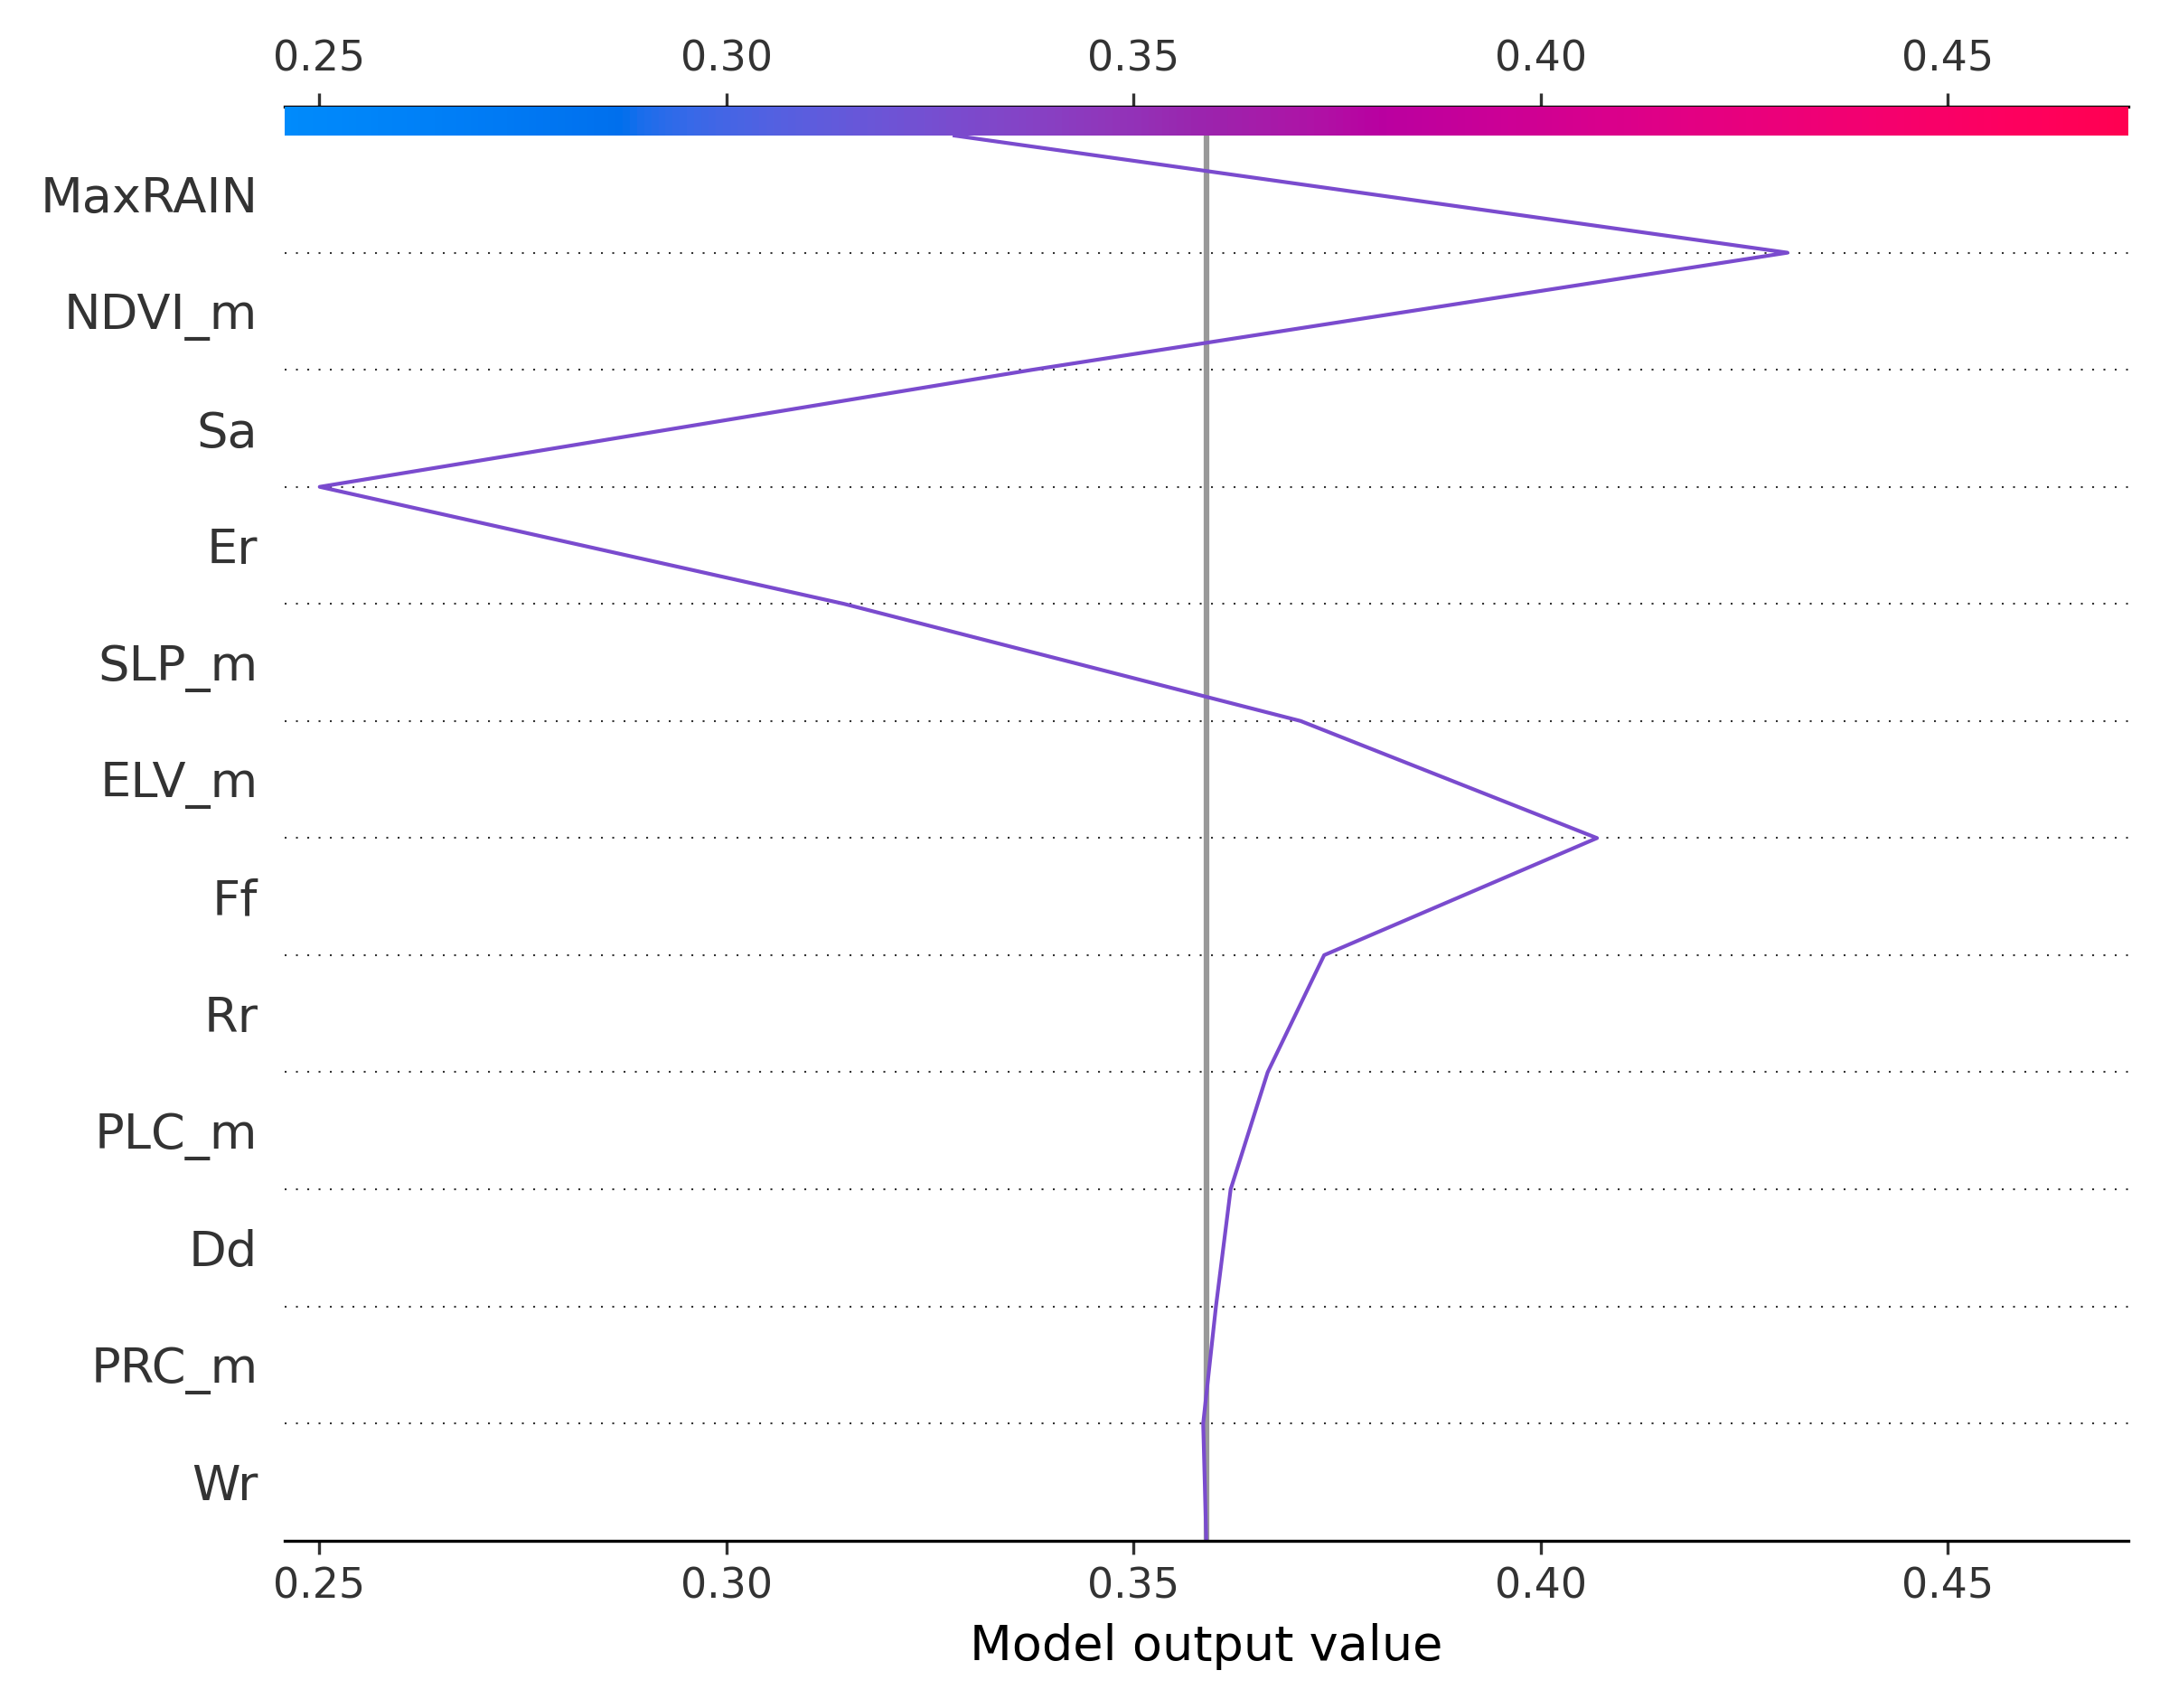 0.25 0.30 0.35 0.40 0.45
MaxRAIN
NDVI_m
Sa
Er
SLP_m
ELV_m
Ff
Rr
PLC_m
Dd
PRC_m
Wr
0.25 0.30 0.35 0.40 0.45
Model output value